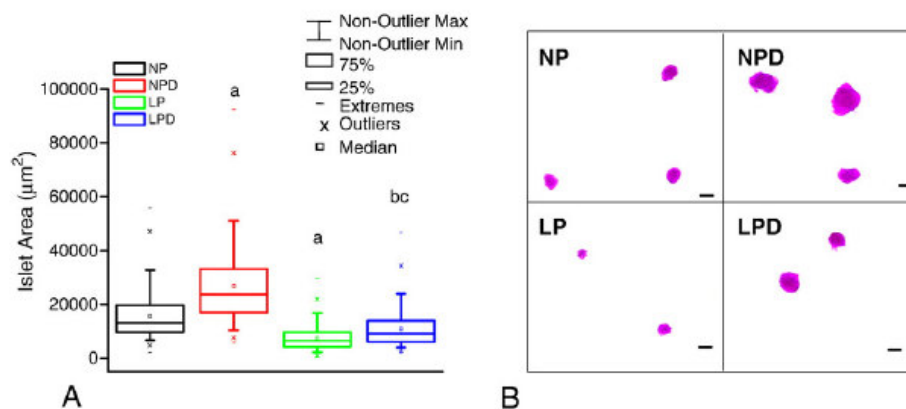 NP
NPD
LP
LPD
Non-Outlier Max
Non-Outlier Min
75%
25%
Extremes
x Outliers
Median
Islet Area (μm²)
100000
80000
60000
40000
20000
0
a
a
bc
A
NP
NPD
LP
LPD
B